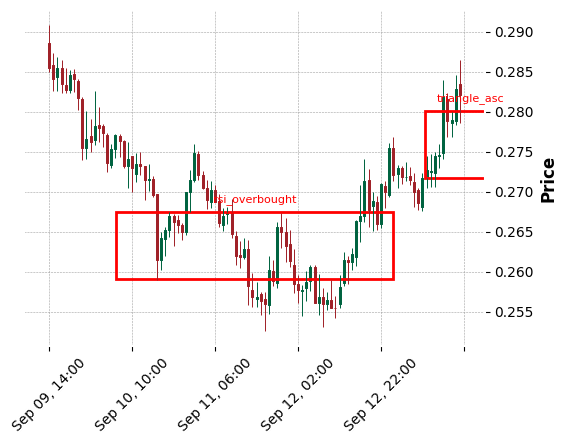 0.290
0.285
triangle_asc
0.280
0.275
0.270
rsi_overbought
0.265
0.260
0.255
Price
Sep 09, 14:00
Sep 10, 10:00
Sep 11, 06:00
Sep 12, 02:00
Sep 12, 22:00